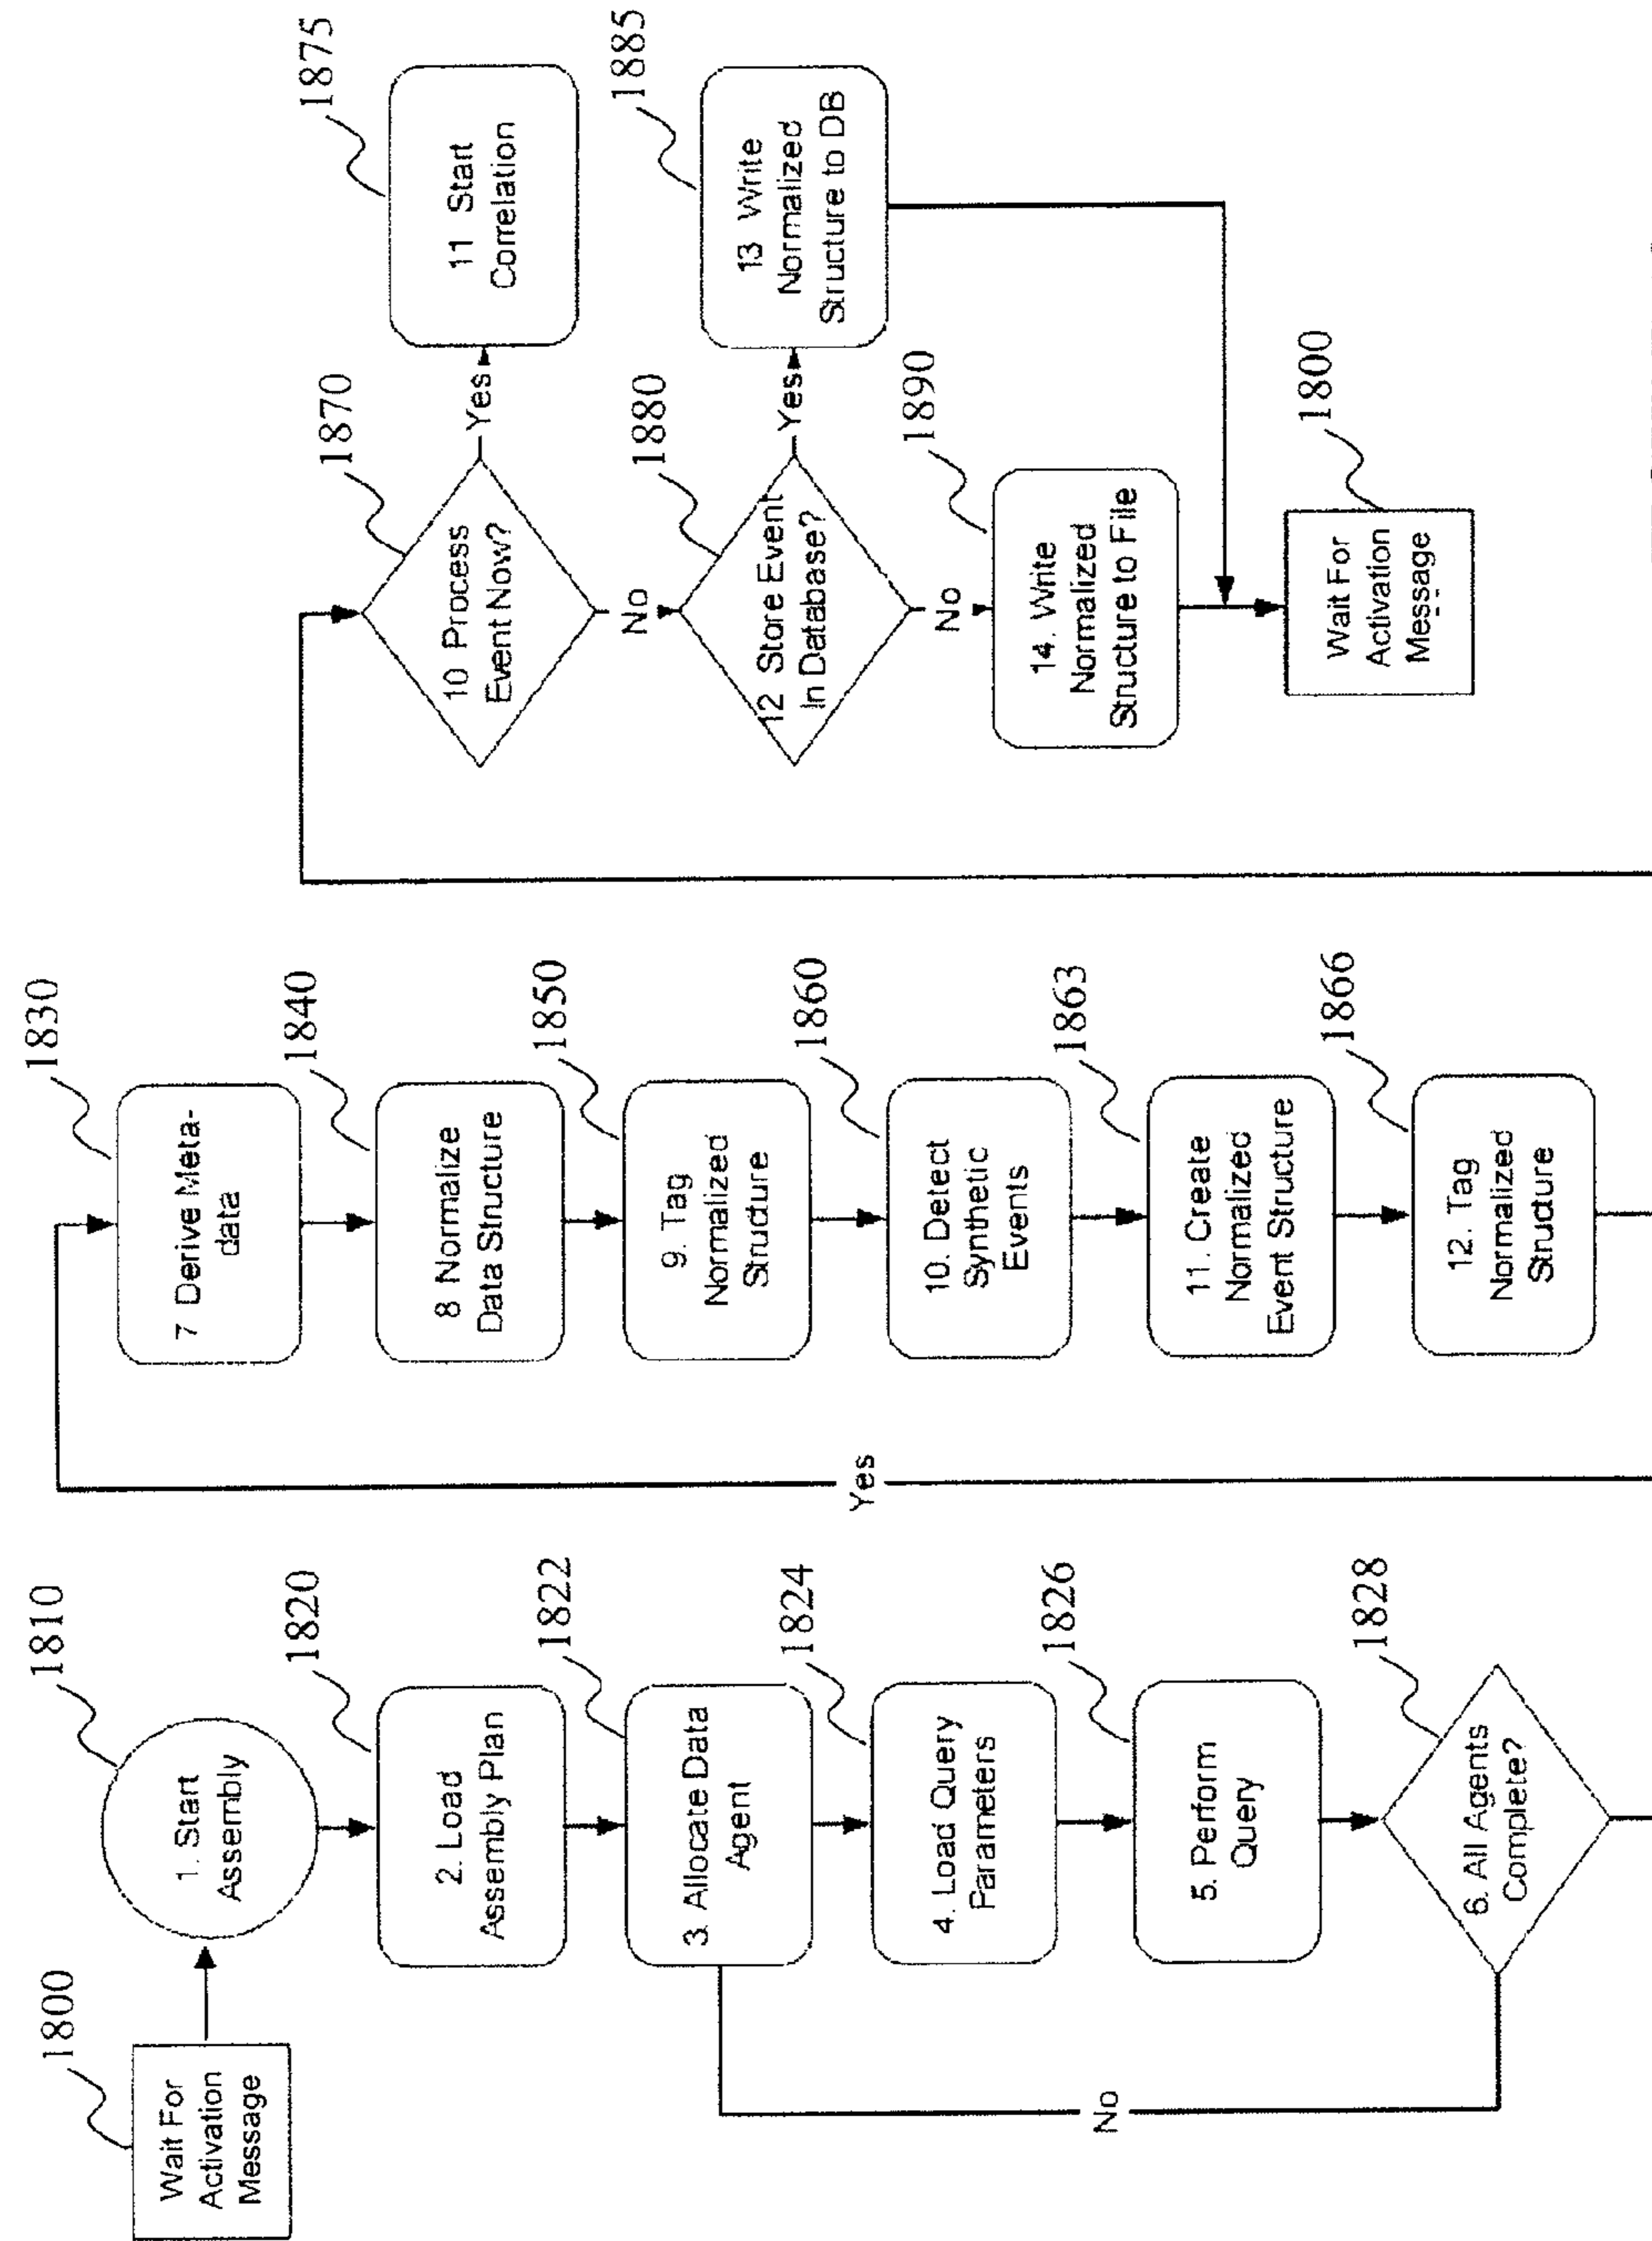 1800
Wait For
Activation
Message
1810
1. Start
Assembly
1820
2. Load
Assembly Plan
1822
3. Allocate Data
Agent
1824
4. Load Query
Parameters
1826
5. Perform
Query
1828
6. All Agents
Complete?
No
Yes
1830
7 Derive Meta-
data
1840
8 Normalize
Data Structure
1850
9. Tag
Normalized
Structure
1860
10. Detect
Synthetic
Events
1863
11. Create
Normalized
Event Structure
1866
12. Tag
Normalized
Structure
1870
10 Process
Event Now?
Yes
1875
11 Start
Correlation
No
1880
12 Store Event
In Database?
Yes
1885
13 Write
Normalized
Structure to DB
No
1890
14. Write
Normalized
Structure to File
1800
Wait For
Activation
Message